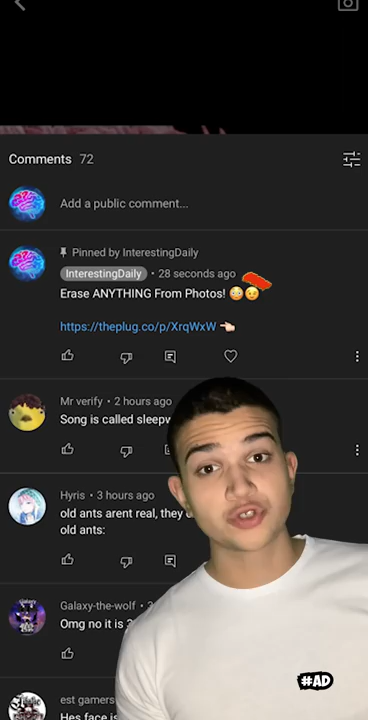 Comments 72
Add a public comment...
Pinned by InterestingDaily
InterestingDaily • 28 seconds ago
Erase ANYTHING From Photos! 😳😉
https://theplug.co/p/XrqWxW 👈🏻
Mr verify • 2 hours ago
Song is called
Hyris • 3 hours ago
old ants arent real, they
old ants:
Galaxy-the-wolf •
Omg no it is
est gamers
Hes face is
#AD